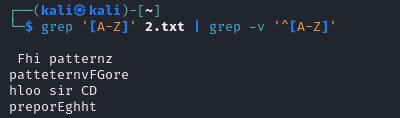 ┌──(kali㉿kali)-[~]
└─$ grep '[A-Z]' 2.txt | grep -v '^[A-Z]'
 Fhi patternz
patteternvFGore
hloo sir CD
preporEghht